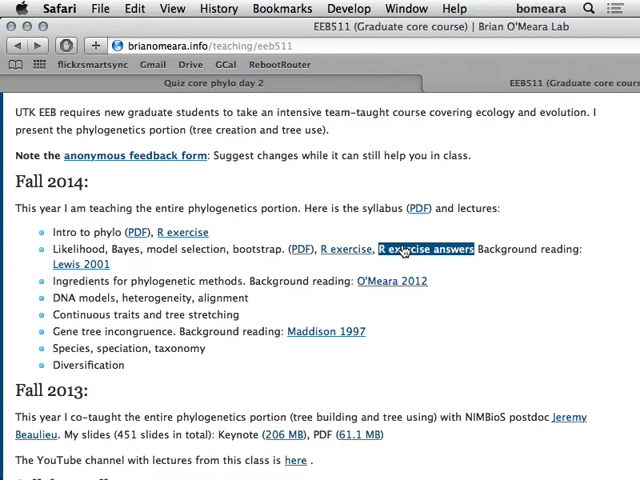 Safari File Edit View History Bookmarks Develop Window Help bomeara
EEB511 (Graduate core course) | Brian O'Meara Lab
brianomeara.info/teaching/eeb511
flickrsmartsync Gmail Drive GCal RebootRouter
Quiz core phylo day 2 EEB511 (Graduate core cours
UTK EEB requires new graduate students to take an intensive team-taught course covering ecology and evolution. I
present the phylogenetics portion (tree creation and tree use).
Note the anonymous feedback form: Suggest changes while it can still help you in class.
Fall 2014:
This year I am teaching the entire phylogenetics portion. Here is the syllabus (PDF) and lectures:
Intro to phylo (PDF), R exercise
Likelihood, Bayes, model selection, bootstrap. (PDF), R exercise, R exercise answers Background reading:
Lewis 2001
Ingredients for phylogenetic methods. Background reading: O'Meara 2012
DNA models, heterogeneity, alignment
Continuous traits and tree stretching
Gene tree incongruence. Background reading: Maddison 1997
Species, speciation, taxonomy
Diversification
Fall 2013:
This year I co-taught the entire phylogenetics portion (tree building and tree using) with NIMBioS postdoc Jeremy
Beaulieu. My slides (451 slides in total): Keynote (206 MB), PDF (61.1 MB)
The YouTube channel with lectures from this class is here .